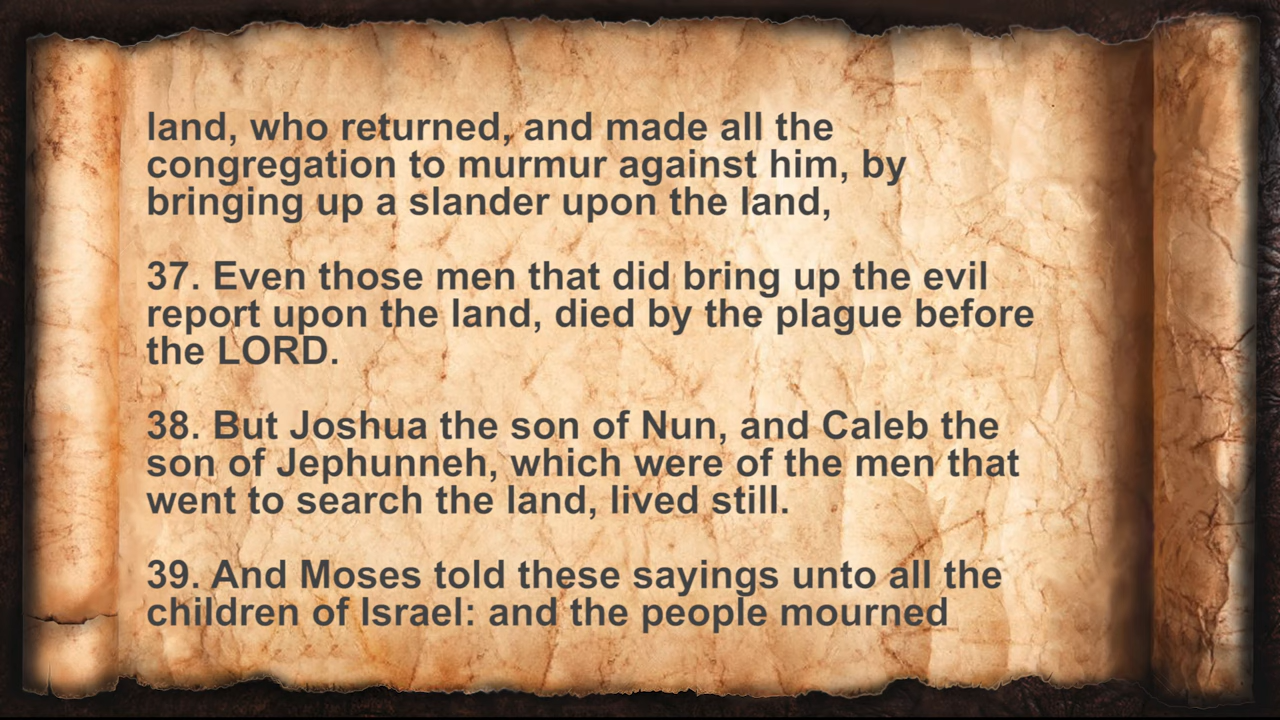 land, who returned, and made all the
congregation to murmur against him, by
bringing up a slander upon the land,
37. Even those men that did bring up the evil
report upon the land, died by the plague before
the LORD.
38. But Joshua the son of Nun, and Caleb the
son of Jephunneh, which were of the men that
went to search the land, lived still.
39. And Moses told these sayings unto all the
children of Israel: and the people mourned